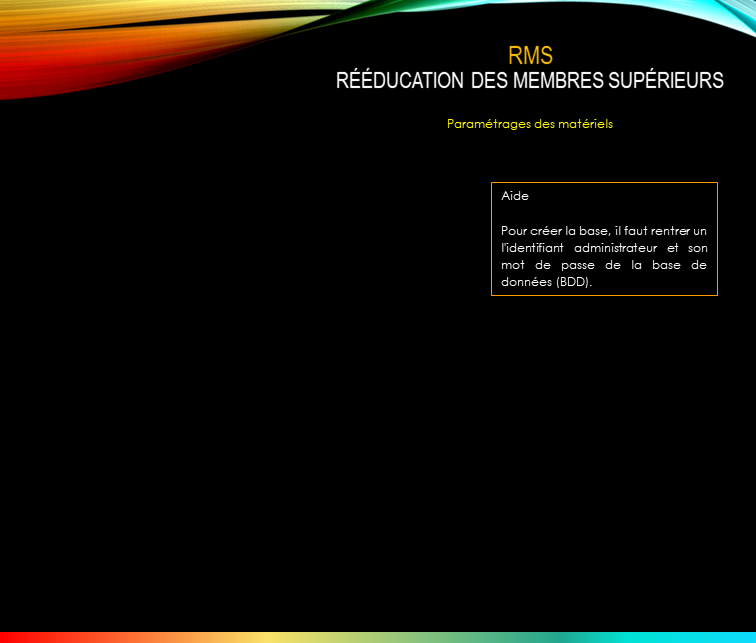 RMS
RÉÉDUCATION DES MEMBRES SUPÉRIEURS
Paramétrages des matériels
Aide
Pour créer la base, il faut rentrer un
l'identifiant administrateur et son
mot de passe de la base de
données (BDD).